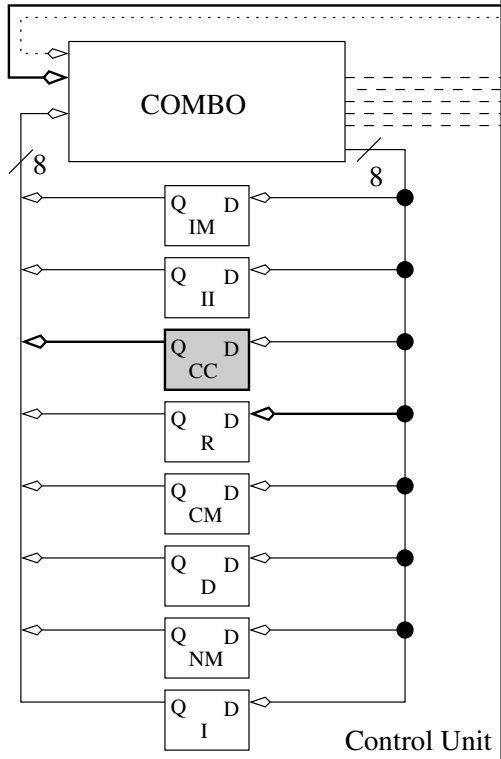 COMBO
8
8
Q D
IM
Q D
II
Q D
CC
Q D
R
Q D
CM
Q D
D
Q D
NM
Q D
I
Control Unit